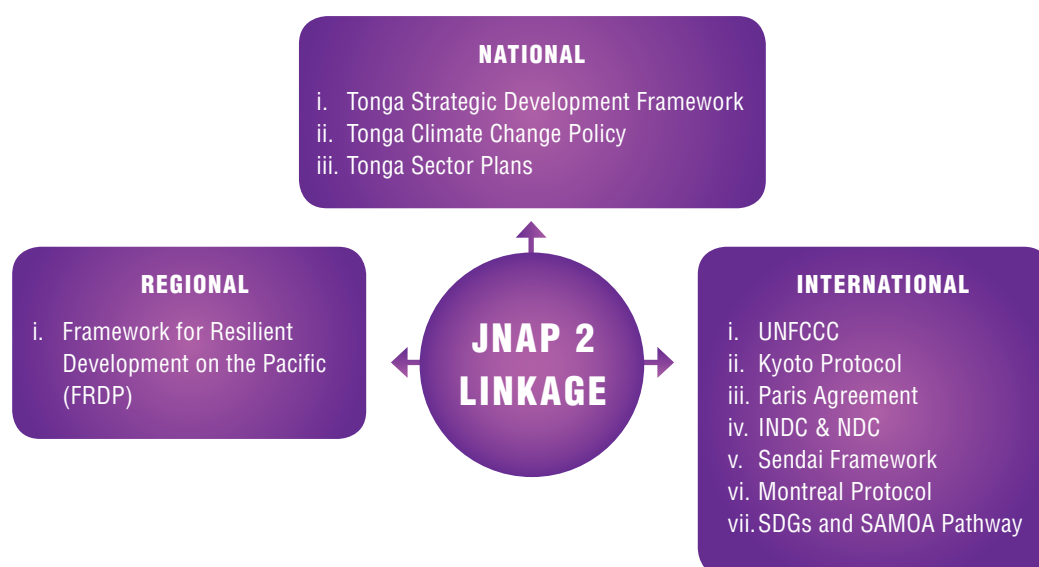 NATIONAL
i. Tonga Strategic Development Framework
ii. Tonga Climate Change Policy
iii. Tonga Sector Plans
REGIONAL
i. Framework for Resilient
Development on the Pacific
(FRDP)
JNAP 2
LINKAGE
INTERNATIONAL
i. UNFCCC
ii. Kyoto Protocol
iii. Paris Agreement
iv. INDC & NDC
v. Sendai Framework
vi. Montreal Protocol
vii. SDGs and SAMOA Pathway